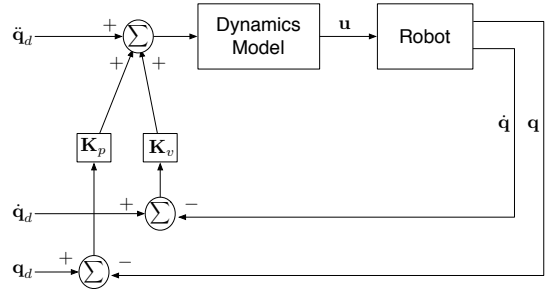 q̈_d
+
∑
+
+
Dynamics
Model
u
Robot
q̇
q
K_p
K_v
q̇_d
+
∑
−
q_d
+
∑
−